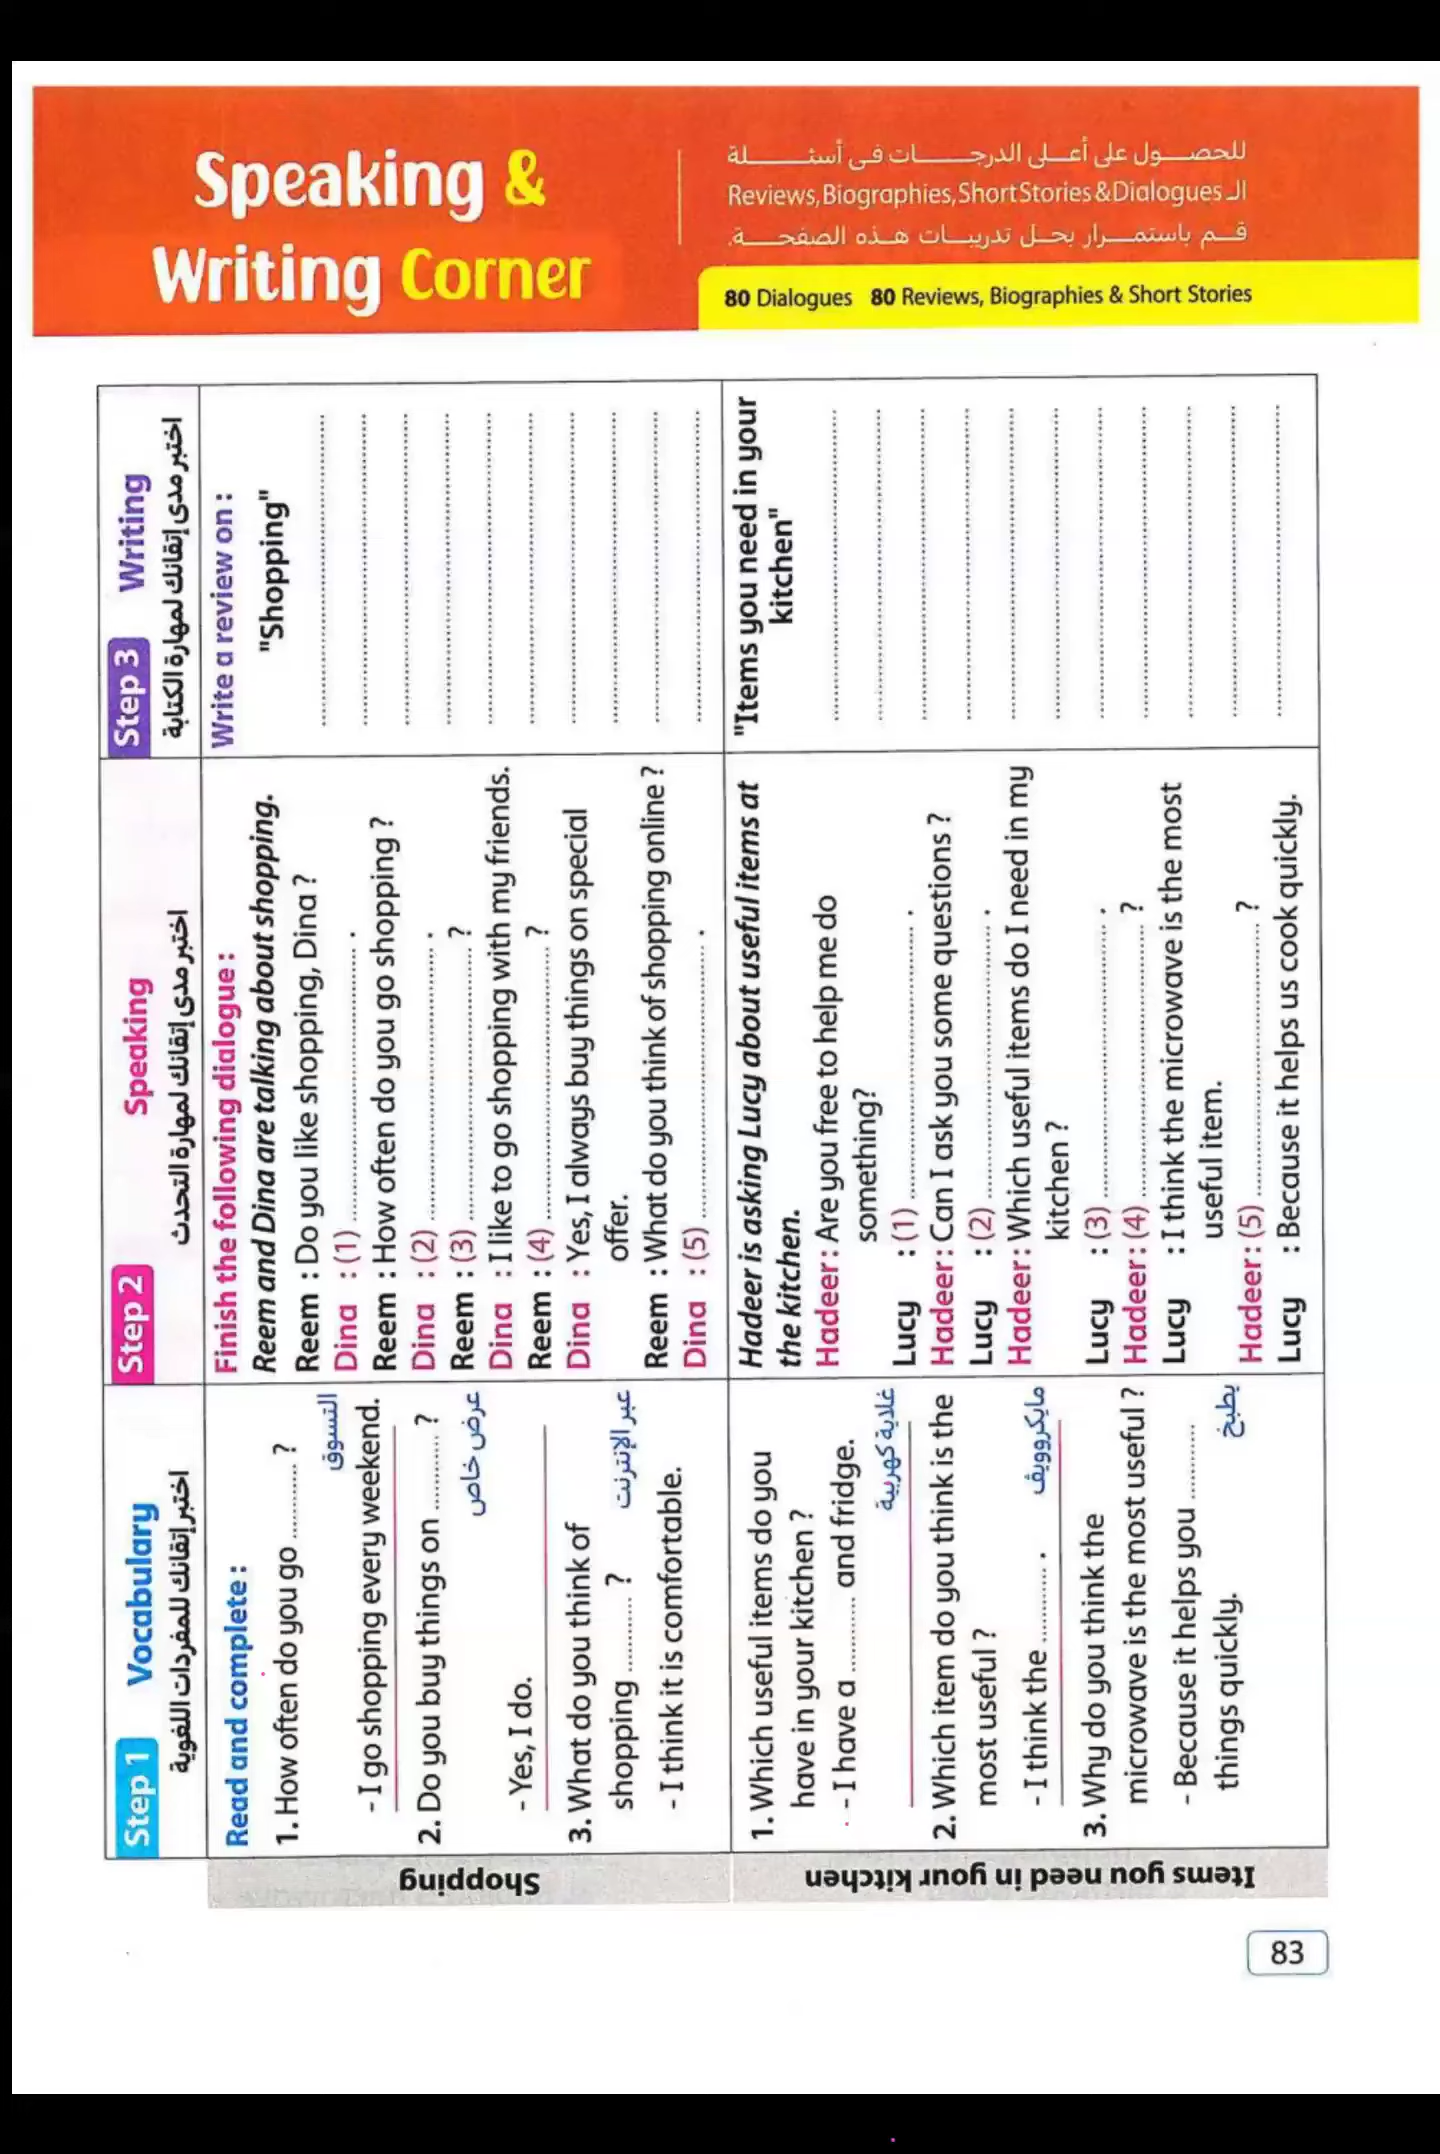 Speaking &
Writing Corner
للحصول على أعلى الدرجات في أسئلة
الـ Reviews, Biographies, Short Stories & Dialogues
قم باستمرار بحل تدريبات هذه الصفحة.
80 Dialogues 80 Reviews, Biographies & Short Stories
Step 1 Vocabulary
اختبر إتقانك للمفردات اللغوية
Step 2 Speaking
اختبر مدى إتقانك لمهارة التحدث
Step 3 Writing
اختبر مدى إتقانك لمهارة الكتابة
Shopping
Read and complete :
1. How often do you go ............ ?
التسوق
- I go shopping every weekend.
2. Do you buy things on ............ ?
عرض خاص
- Yes, I do.
3. What do you think of
shopping ............ ?
عبر الإنترنت
- I think it is comfortable.
Finish the following dialogue :
Reem and Dina are talking about shopping.
Reem : Do you like shopping, Dina ?
Dina : (1) ............................................ .
Reem : How often do you go shopping ?
Dina : (2) ............................................ .
Reem : (3) ............................................ ?
Dina : I like to go shopping with my friends.
Reem : (4) ............................................ ?
Dina : Yes, I always buy things on special
offer.
Reem : What do you think of shopping online ?
Dina : (5) ............................................ .
Write a review on :
"Shopping"
Items you need in your kitchen
1. Which useful items do you
have in your kitchen ?
- I have a ............ and fridge.
غلاية كهربية
2. Which item do you think is the
most useful ?
- I think the ............ .
مايكروويف
3. Why do you think the
microwave is the most useful ?
- Because it helps you ............
يطبخ
things quickly.
Hadeer is asking Lucy about useful items at
the kitchen.
Hadeer : Are you free to help me do
something?
Lucy : (1) ............................................ .
Hadeer : Can I ask you some questions ?
Lucy : (2) ............................................ .
Hadeer : Which useful items do I need in my
kitchen ?
Lucy : (3) ............................................ .
Hadeer : (4) ............................................ ?
Lucy : I think the microwave is the most
useful item.
Hadeer : (5) ............................................ ?
Lucy : Because it helps us cook quickly.
"Items you need in your
kitchen"
83